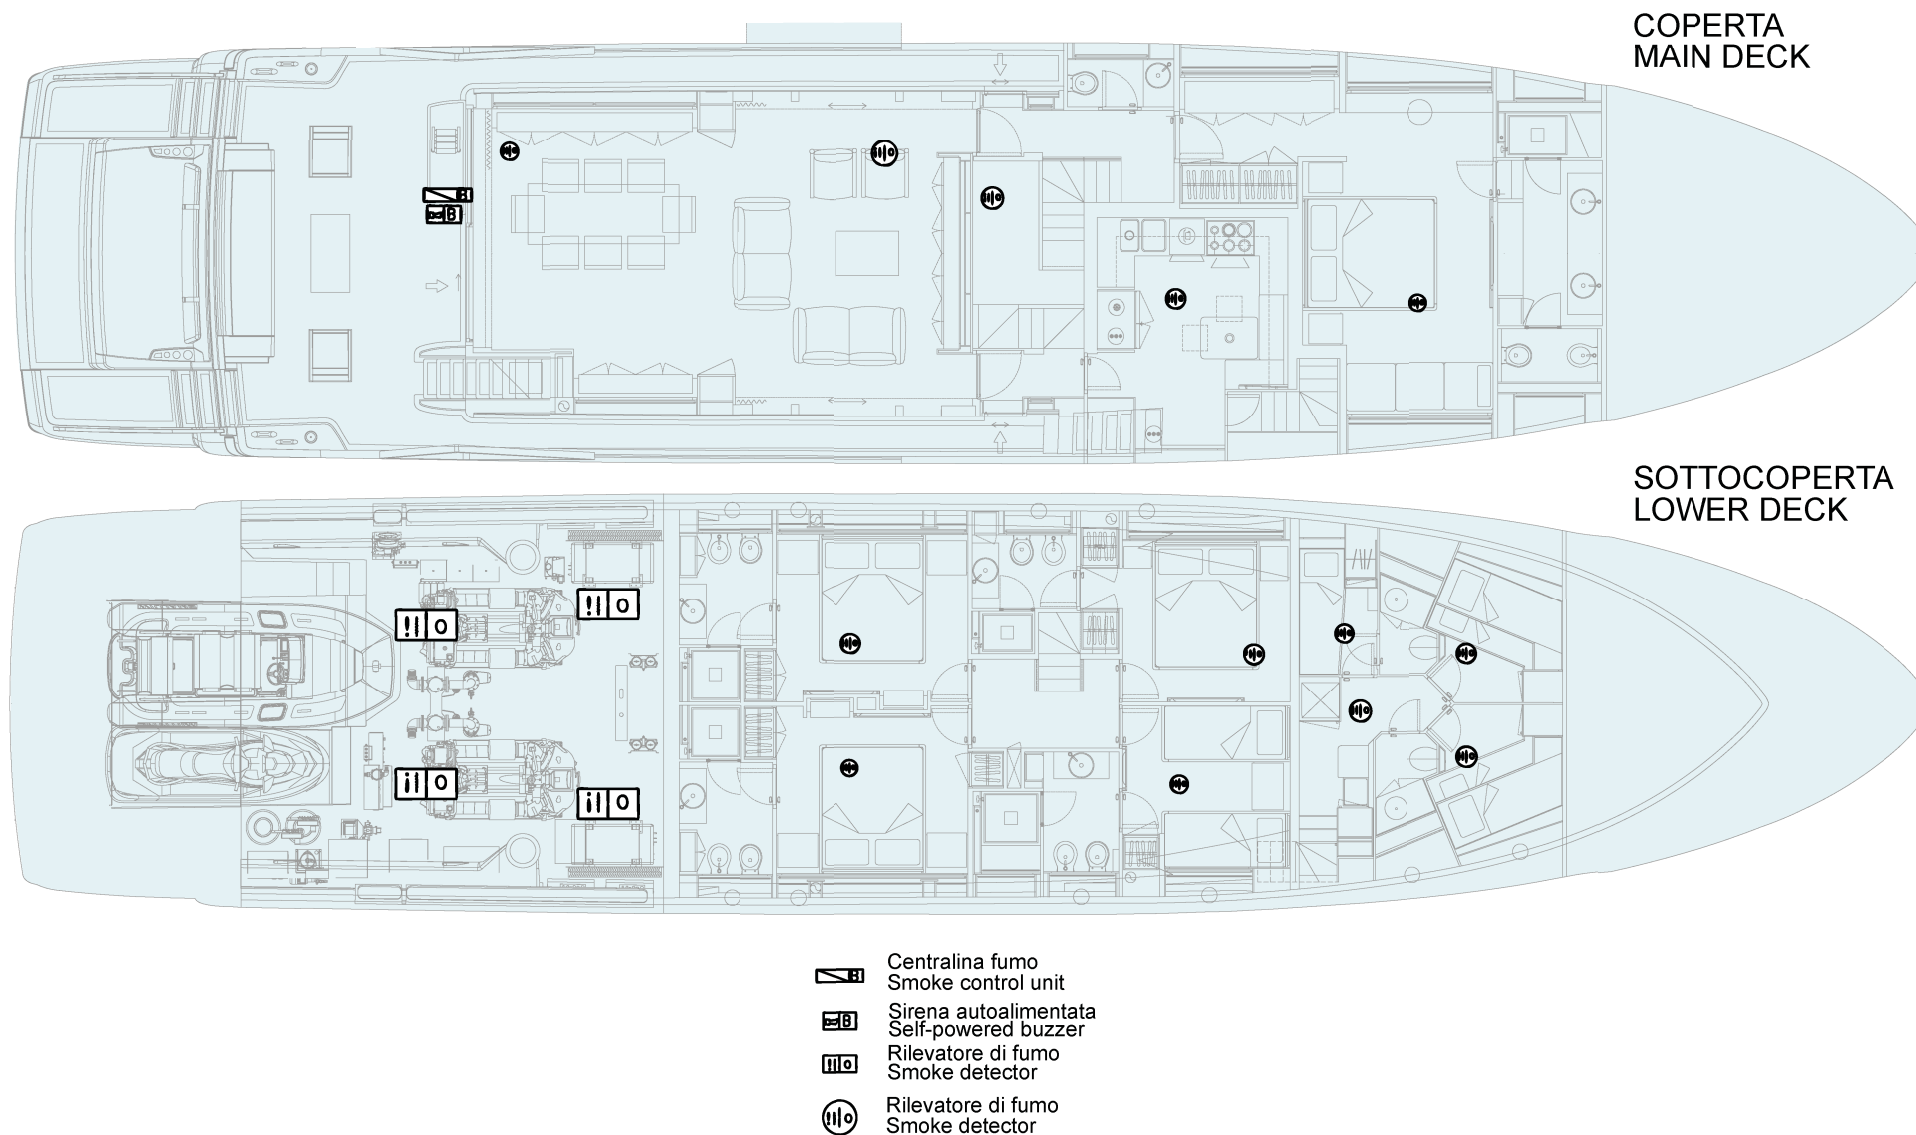 COPERTA
MAIN DECK
SOTTOCOPERTA
LOWER DECK
Centralina fumo
Smoke control unit
Sirena autoalimentata
Self-powered buzzer
Rilevatore di fumo
Smoke detector
Rilevatore di fumo
Smoke detector